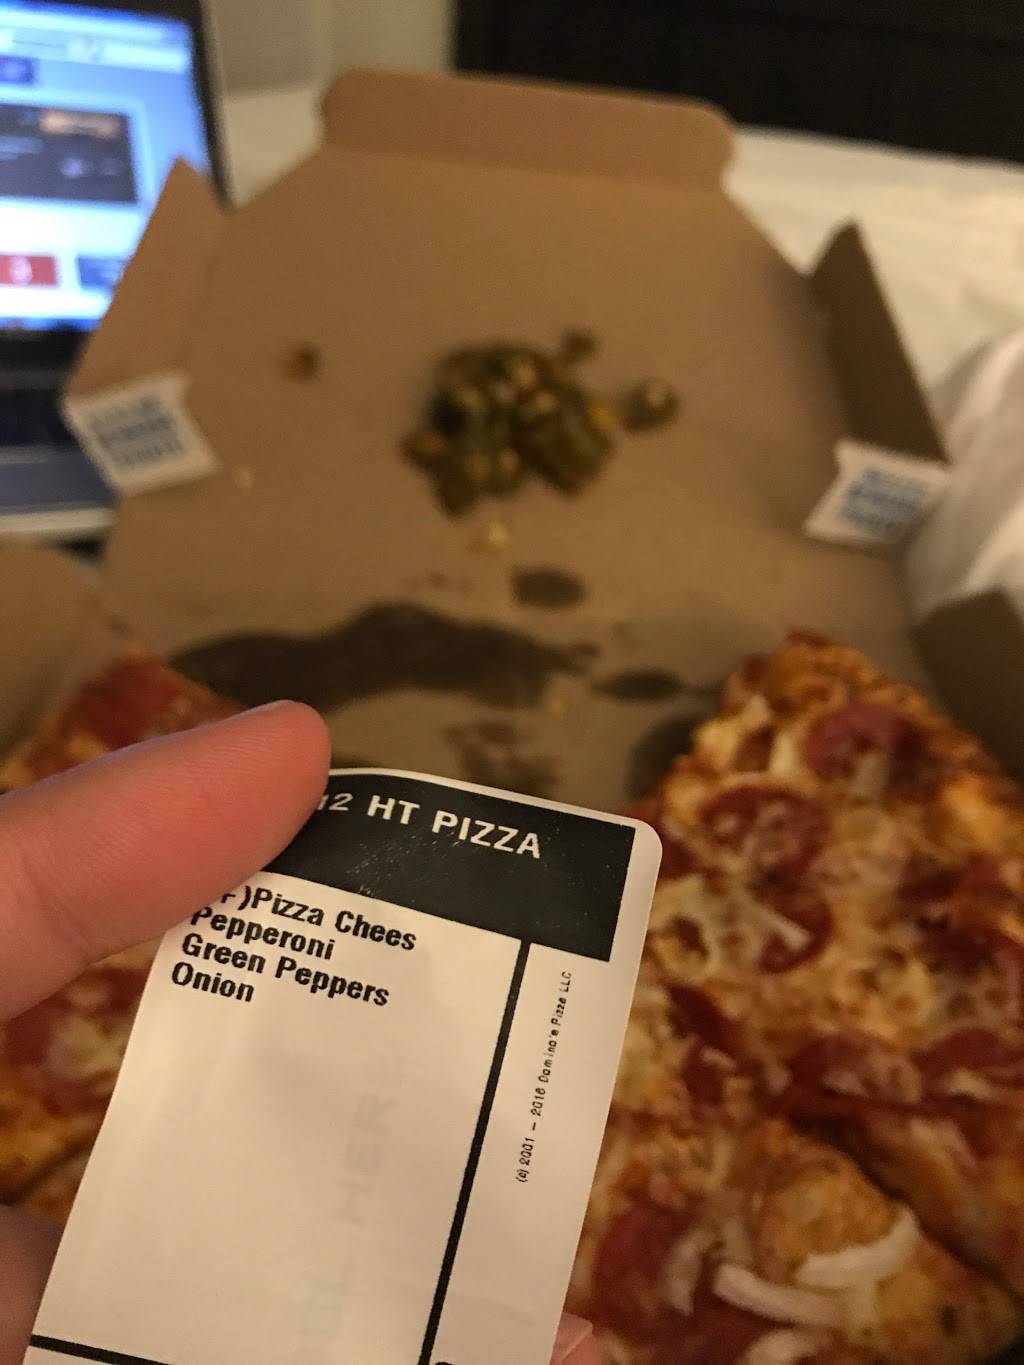 12 HT PIZZA
F)Pizza Chees
Pepperoni
Green Peppers
Onion
(c) 2001 - 2016 Domino's Pizza LLC